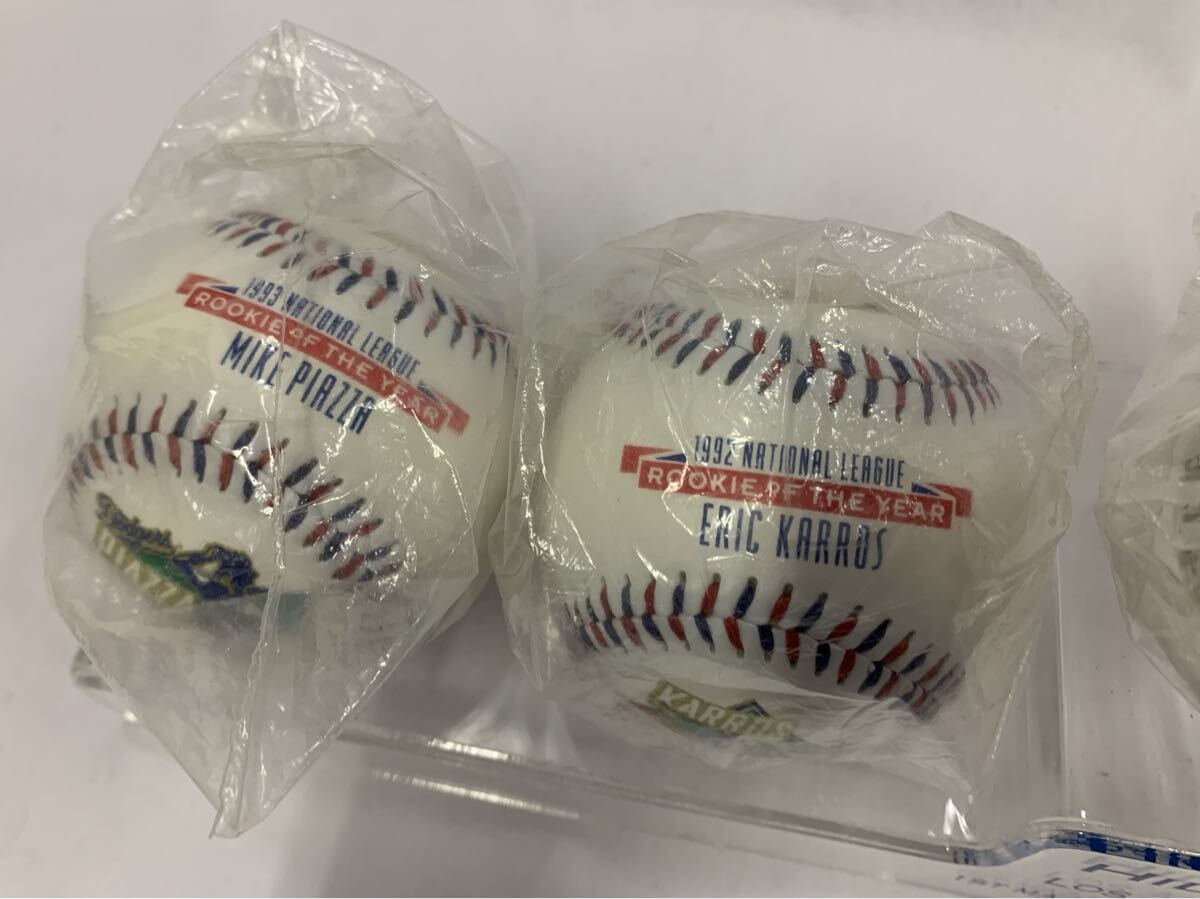 1993 NATIONAL LEAGUE
ROOKIE OF THE YEAR
MIKE PIAZZA
1992 NATIONAL LEAGUE
ROOKIE OF THE YEAR
ERIC KARROS
KARROS
LOS